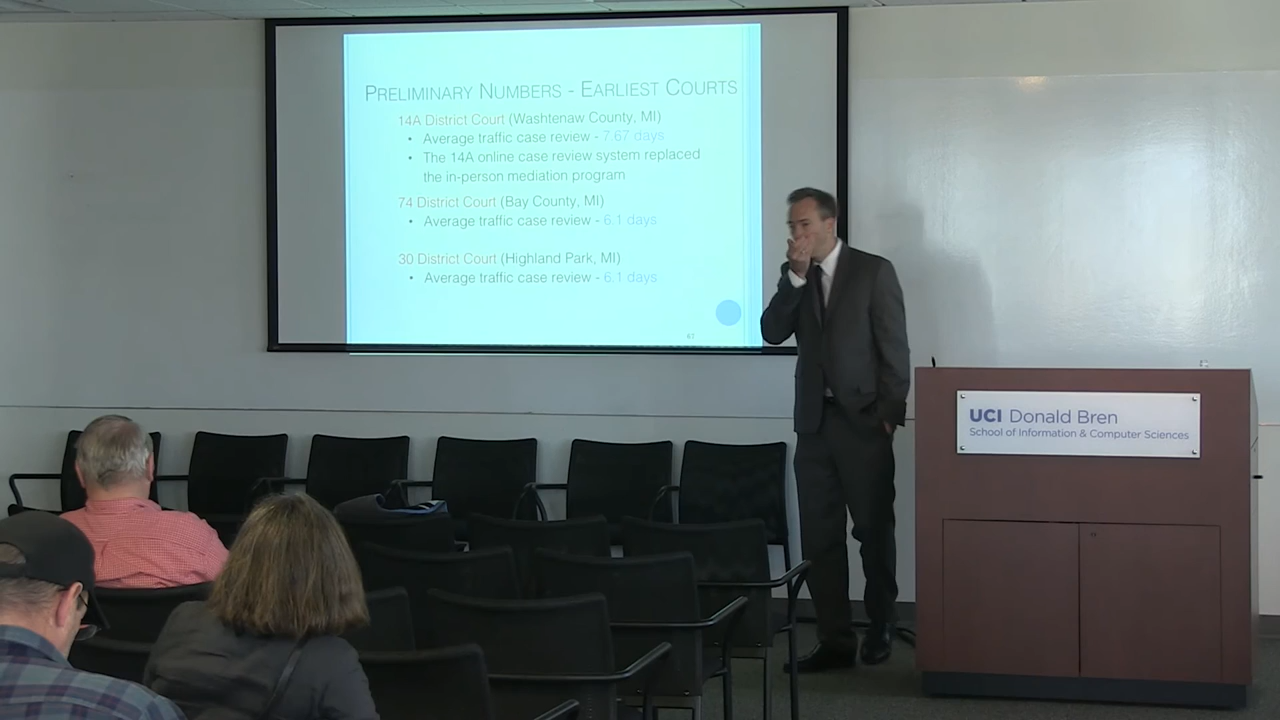 PRELIMINARY NUMBERS - EARLIEST COURTS
14A District Court (Washtenaw County, MI)
• Average traffic case review - 7.67 days
• The 14A online case review system replaced
the in-person mediation program
74 District Court (Bay County, MI)
• Average traffic case review - 6.1 days
30 District Court (Highland Park, MI)
• Average traffic case review - 6.1 days
67
UCI Donald Bren
School of Information & Computer Sciences